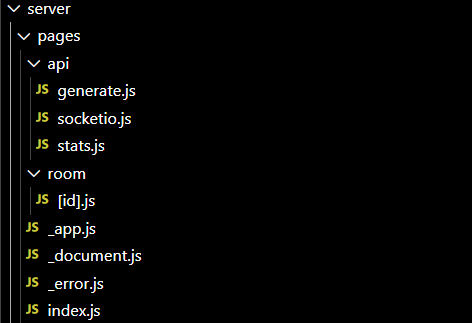 server
pages
api
JS generate.js
JS socketio.js
JS stats.js
room
JS [id].js
JS _app.js
JS _document.js
JS _error.js
JS index.js